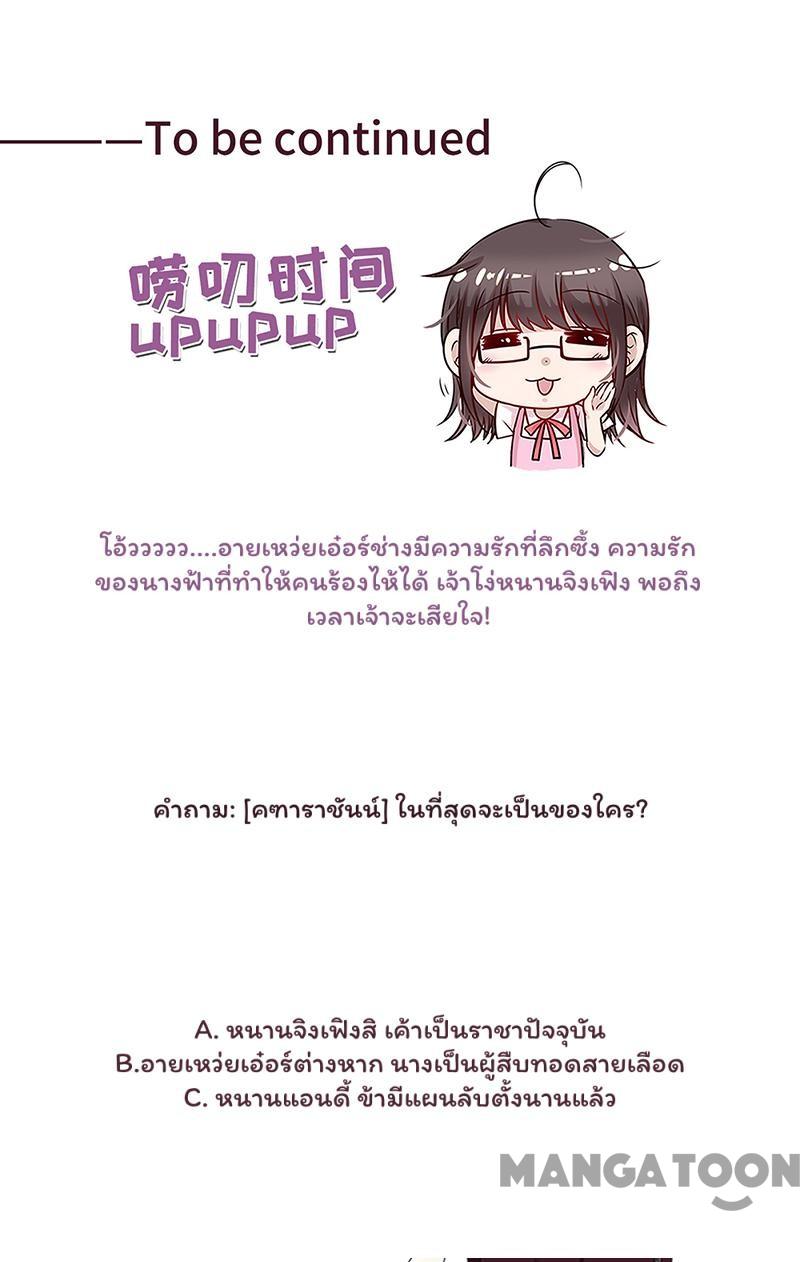 To be continued
唠叨时间
upupup
โอ้ววววว....อายเหว่ยเอ๋อร์ช่างมีความรักที่ลึกซึ้ง ความรัก
ของนางฟ้าที่ทำให้คนร้องไห้ได้ เจ้าโง่หนานจิงเฟิง พอถึง
เวลาเจ้าจะเสียใจ!
คำถาม: [คฑาราชันน์] ในที่สุดจะเป็นของใคร?
A. หนานจิงเฟิงสิ เค้าเป็นราชาปัจจุบัน
B.อายเหว่ยเอ๋อร์ต่างหาก นางเป็นผู้สืบทอดสายเลือด
C. หนานแอนดี้ ข้ามีแผนลับตั้งนานแล้ว
MANGATOON